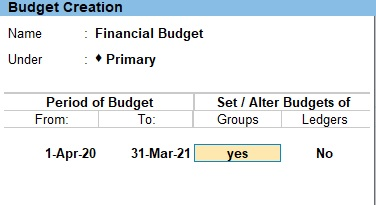 Budget Creation
Name : Financial Budget
Under : ♦ Primary
Period of Budget Set / Alter Budgets of
From: To: Groups Ledgers
1-Apr-20 31-Mar-21 yes No